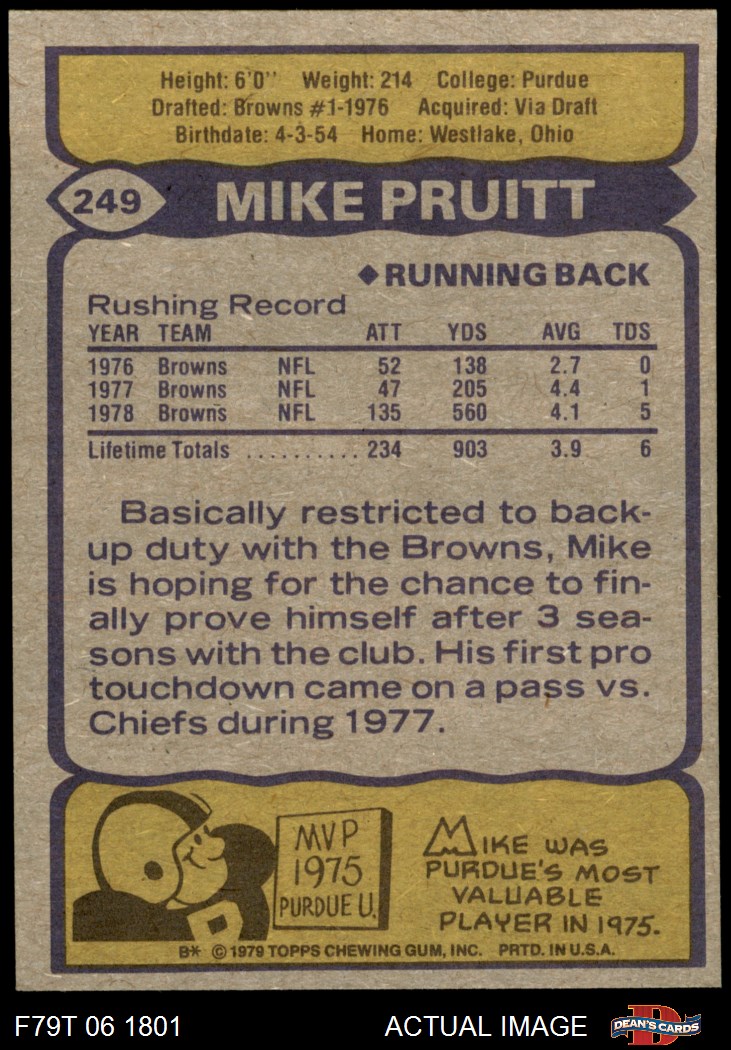 Height: 6'0" Weight: 214 College: Purdue
Drafted: Browns #1-1976 Acquired: Via Draft
Birthdate: 4-3-54 Home: Westlake, Ohio
249 MIKE PRUITT
◆RUNNING BACK
Rushing Record
YEAR TEAM ATT YDS AVG TDS
1976 Browns NFL 52 138 2.7 0
1977 Browns NFL 47 205 4.4 1
1978 Browns NFL 135 560 4.1 5
Lifetime Totals .......... 234 903 3.9 6
Basically restricted to back-
up duty with the Browns, Mike
is hoping for the chance to fin-
ally prove himself after 3 sea-
sons with the club. His first pro
touchdown came on a pass vs.
Chiefs during 1977.
MVP
1975
PURDUE U.
MIKE WAS
PURDUE'S MOST
VALUABLE
PLAYER IN 1975.
B* © 1979 TOPPS CHEWING GUM, INC. PRTD. IN U.S.A.
F79T 06 1801 ACTUAL IMAGE D DEAN'S CARDS